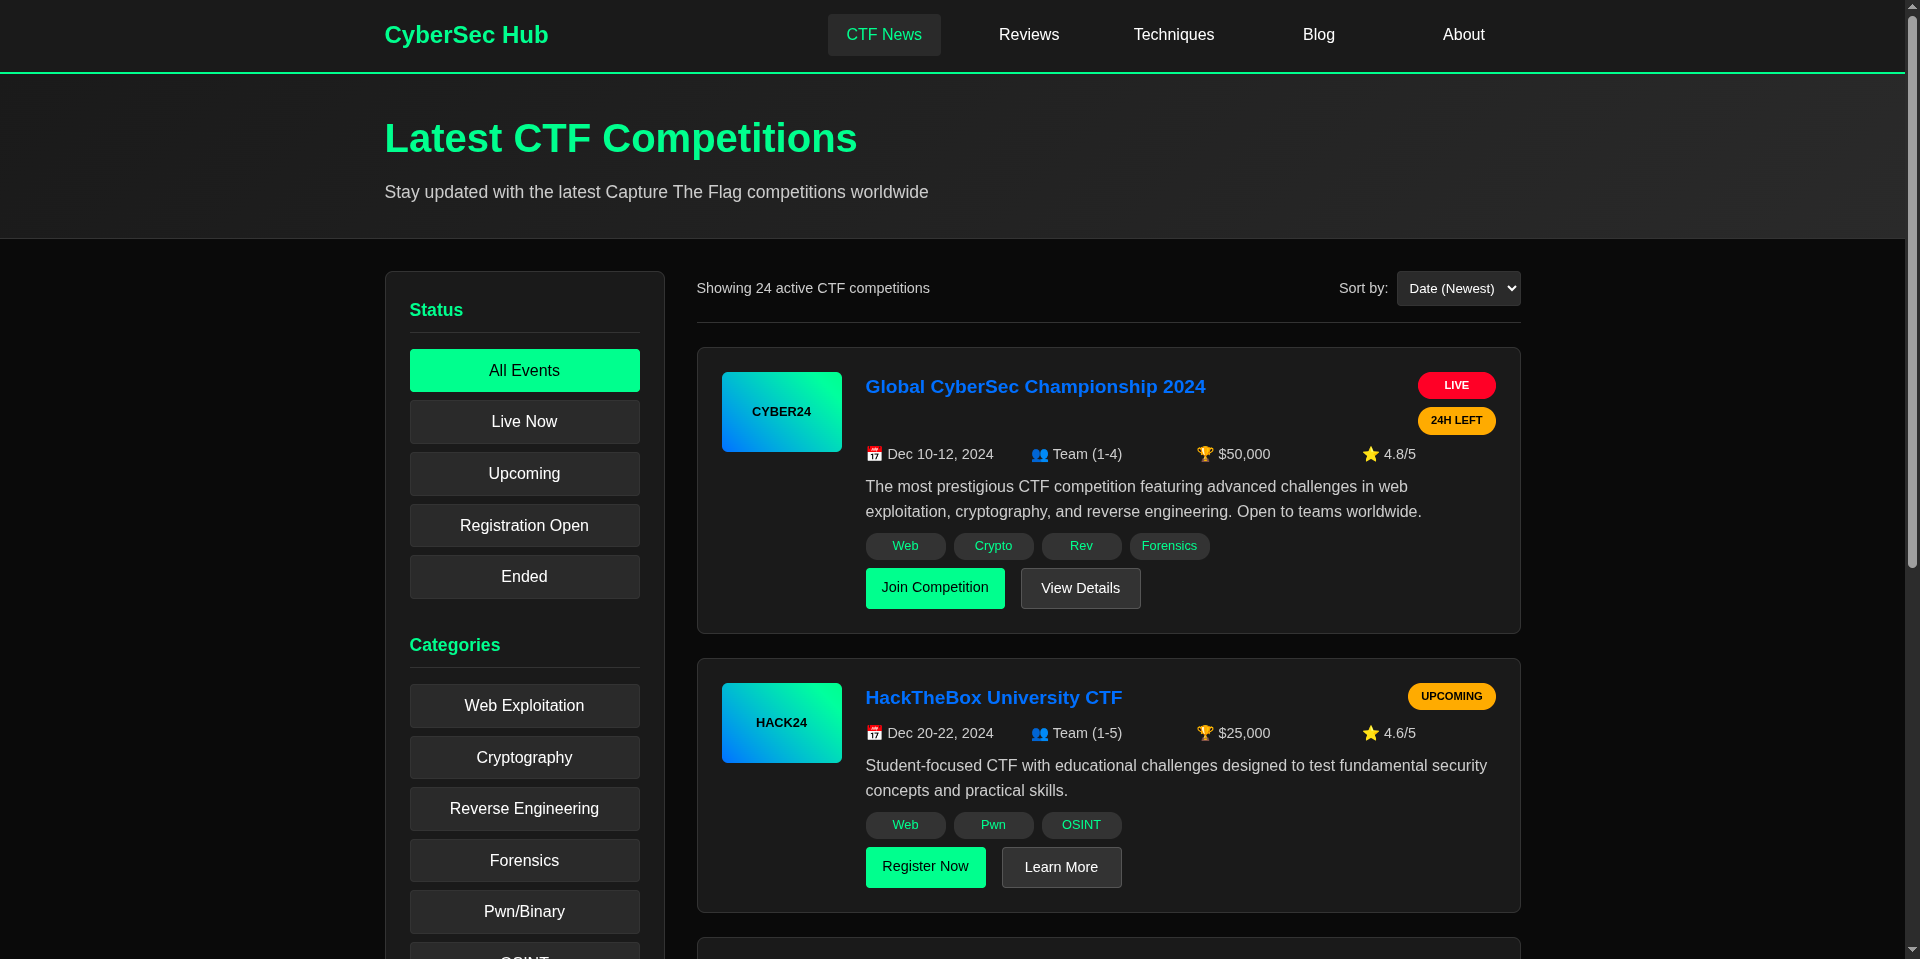 CyberSec Hub
CTF News
Reviews
Techniques
Blog
About
Latest CTF Competitions
Stay updated with the latest Capture The Flag competitions worldwide
Status
All Events
Live Now
Upcoming
Registration Open
Ended
Categories
Web Exploitation
Cryptography
Reverse Engineering
Forensics
Pwn/Binary
OSINT
Showing 24 active CTF competitions
Sort by: Date (Newest)
CYBER24
Global CyberSec Championship 2024
LIVE
24H LEFT
📅 Dec 10-12, 2024
👥 Team (1-4)
🏆 $50,000
⭐ 4.8/5
The most prestigious CTF competition featuring advanced challenges in web
exploitation, cryptography, and reverse engineering. Open to teams worldwide.
Web
Crypto
Rev
Forensics
Join Competition
View Details
HACK24
HackTheBox University CTF
UPCOMING
📅 Dec 20-22, 2024
👥 Team (1-5)
🏆 $25,000
⭐ 4.6/5
Student-focused CTF with educational challenges designed to test fundamental security
concepts and practical skills.
Web
Pwn
OSINT
Register Now
Learn More